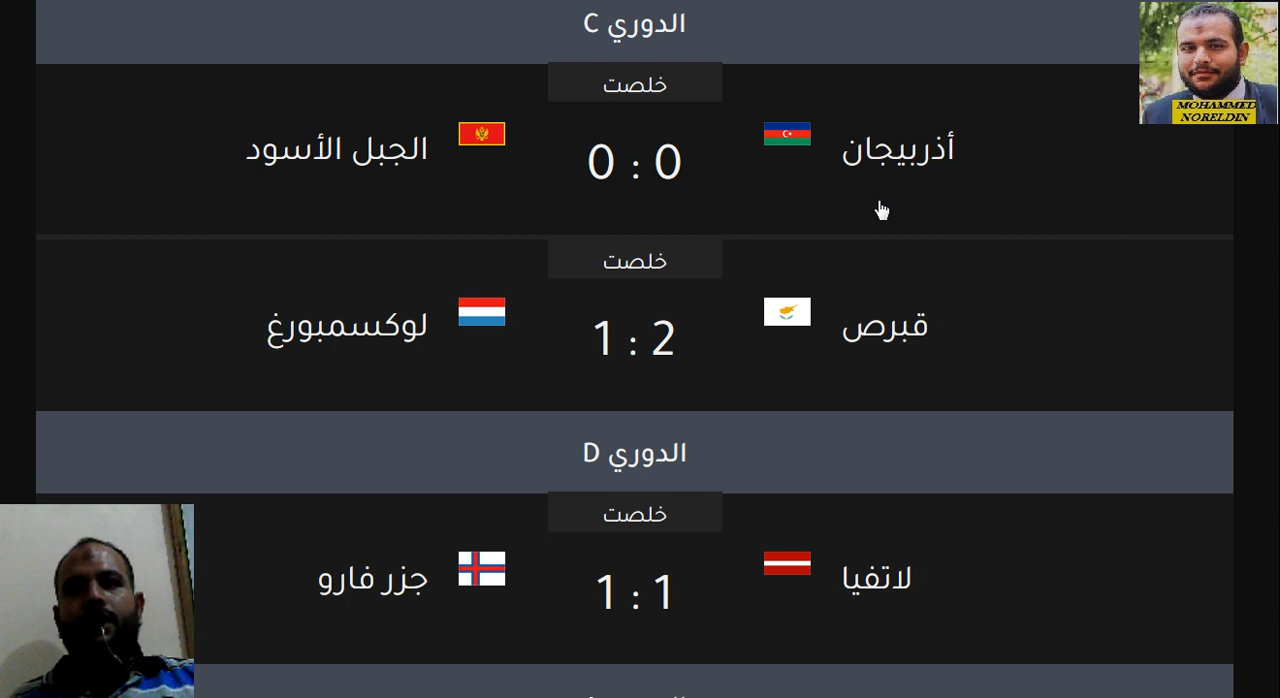 الدوري C
MOHAMMED
NORELDIN
خلصت
أذربيجان
0 : 0
الجبل الأسود
خلصت
قبرص
1 : 2
لوكسمبورغ
الدوري D
خلصت
لاتفيا
1 : 1
جزر فارو